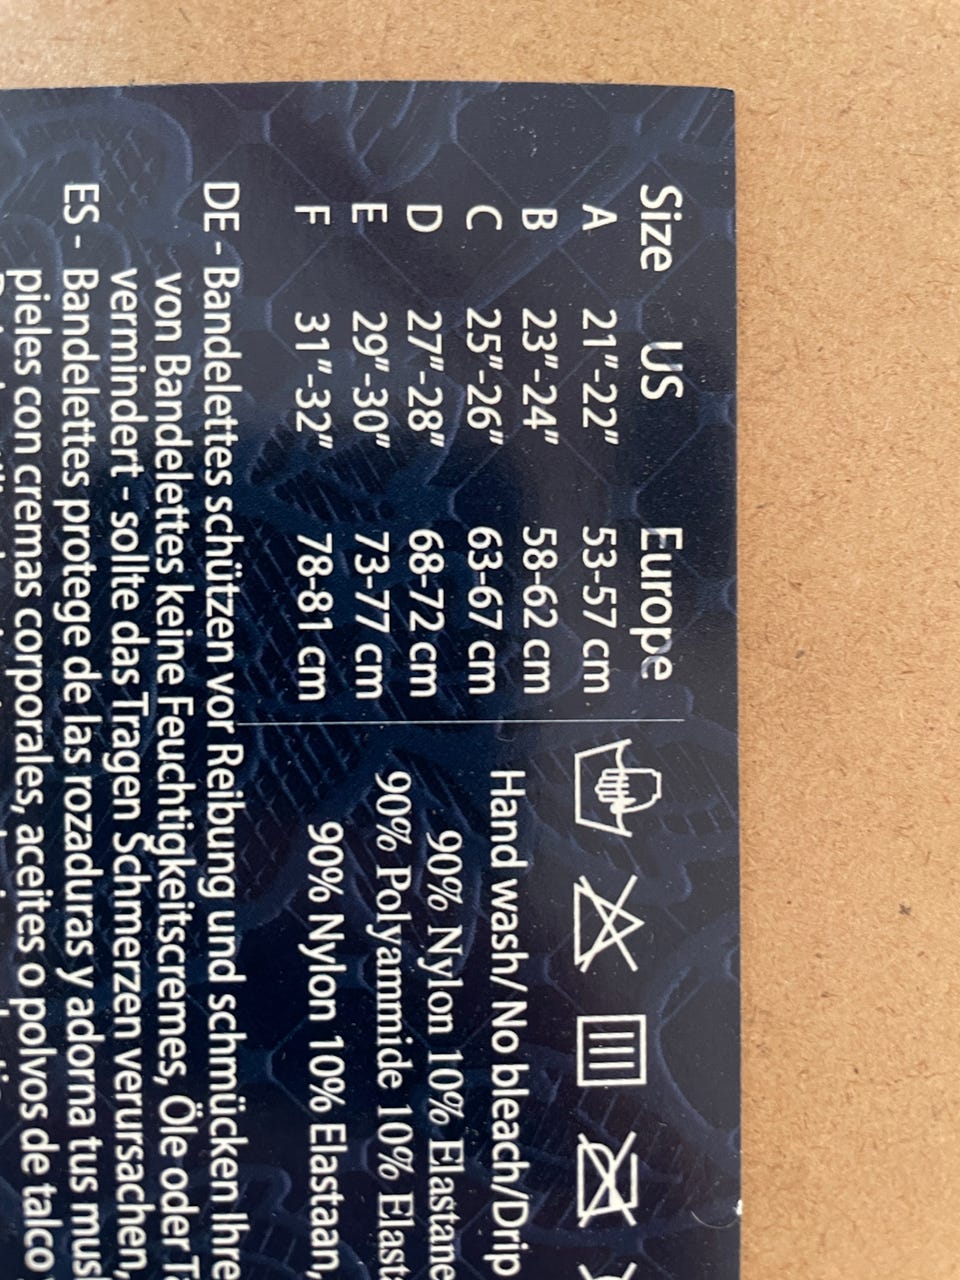 Size US Europe
A 21"-22" 53-57 cm
B 23"-24" 58-62 cm
C 25"-26" 63-67 cm
D 27"-28" 68-72 cm
E 29"-30" 73-77 cm
F 31"-32" 78-81 cm
Hand wash/ No bleach/Drip
90% Nylon 10% Elastane
90% Polyammide 10%
90% Nylon 10% Elastaan,
DE - Bandelettes schützen vor Reibung und schmücken Ihre
von Bandelettes keine Feuchtigkeitscremes, Öle oder
vermindert - sollte das Tragen Schmerzen verursachen,
ES - Bandelettes protege de las rozaduras y adorna tus
pieles con cremas corporales, aceites o polvos de talco